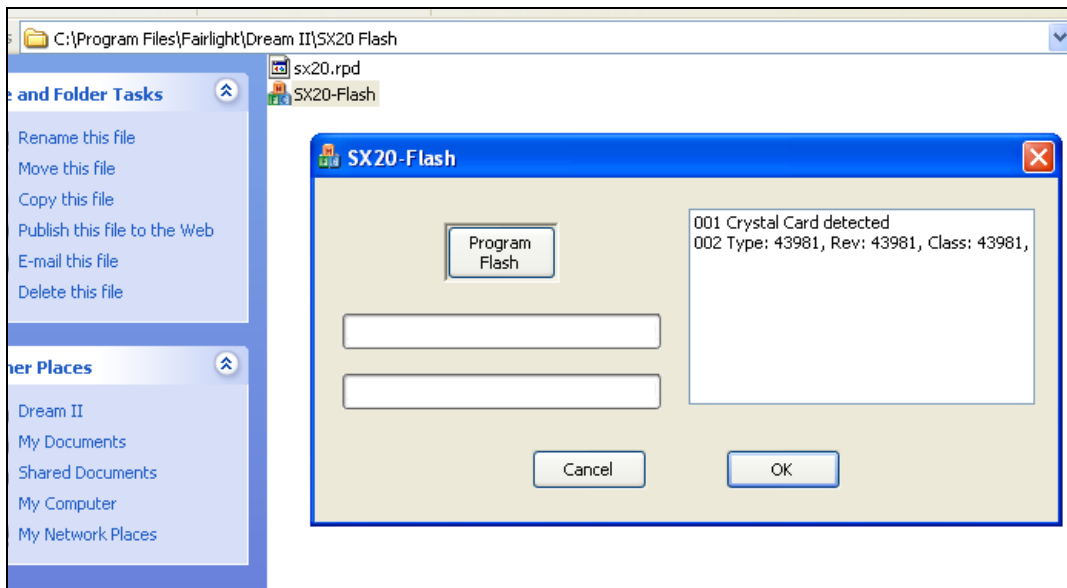 C:\Program Files\Fairlight\Dream II\SX20 Flash
sx20.rpd
SX20-Flash
and Folder Tasks
Rename this file
Move this file
Copy this file
Publish this file to the Web
E-mail this file
Delete this file
Places
Dream II
My Documents
Shared Documents
My Computer
My Network Places
SX20-Flash
Program
Flash
001 Crystal Card detected
002 Type: 43981, Rev: 43981, Class: 43981,
Cancel
OK